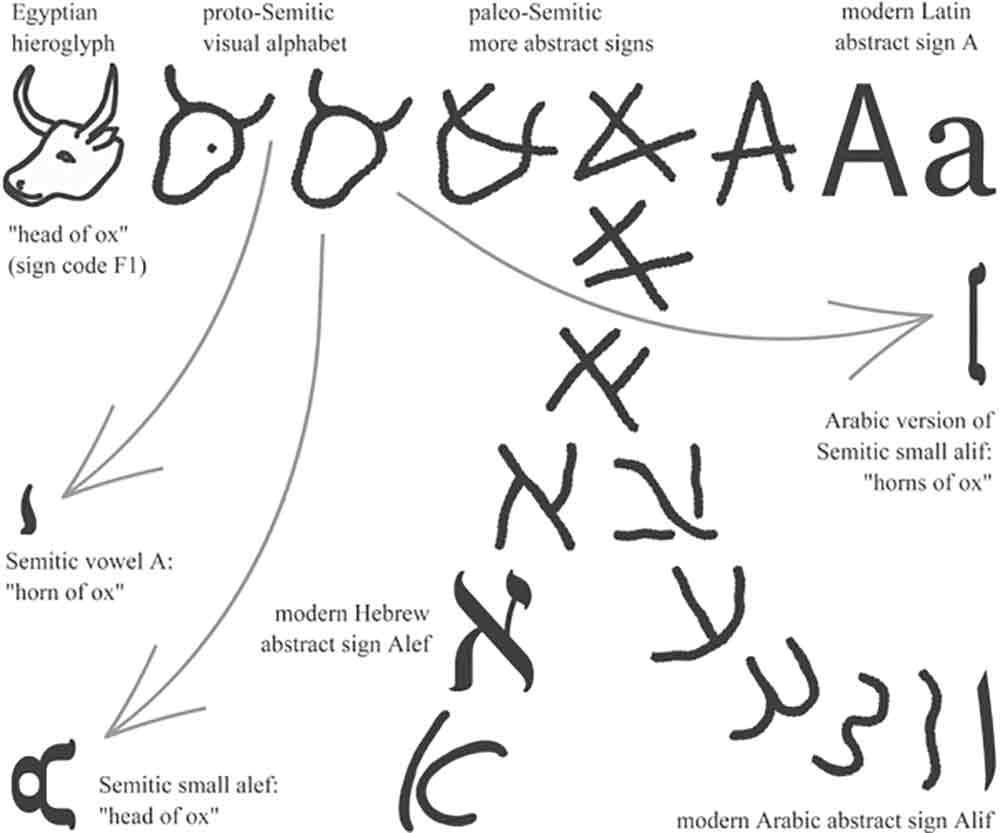 Egyptian
hieroglyph
proto-Semitic
visual alphabet
paleo-Semitic
more abstract signs
modern Latin
abstract sign A
A a
"head of ox"
(sign code F1)
Arabic version of
Semitic small alif:
"horns of ox"
Semitic vowel A:
"horn of ox"
modern Hebrew
abstract sign Alef
א
Semitic small alef:
"head of ox"
ا
modern Arabic abstract sign Alif